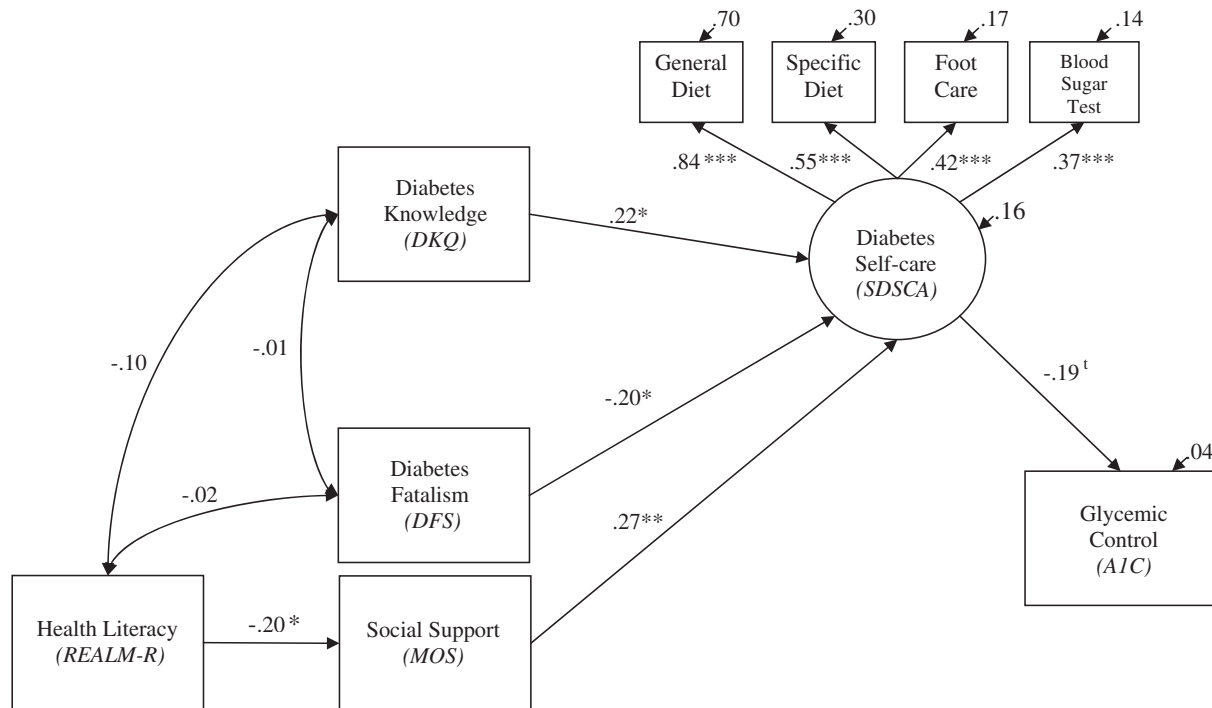 .70
.30
.17
.14
General
Diet
Specific
Diet
Foot
Care
Blood
Sugar
Test
.84***
.55***
.42***
.37***
Diabetes
Knowledge
(DKQ)
.22*
.16
Diabetes
Self-care
(SDSCA)
-.10
-.01
-.20*
-.19 t
Diabetes
Fatalism
(DFS)
-.02
.27**
.04
Glycemic
Control
(A1C)
Health Literacy
(REALM-R)
-.20*
Social Support
(MOS)